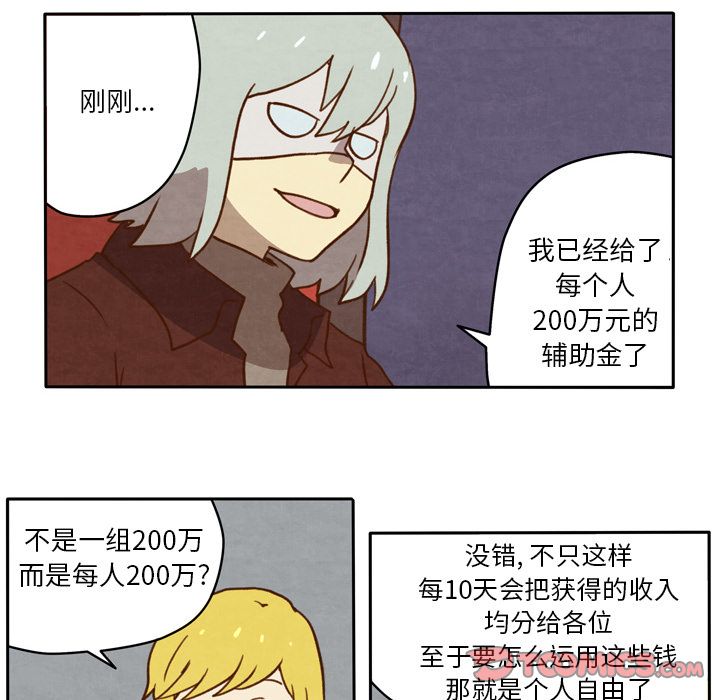 刚刚...
我已经给了
每个人
200万元的
辅助金了
不是一组200万
而是每人200万?
没错, 不只这样
每10天会把获得的收入
均分给各位
至于要怎么运用这些钱
那就是个人自由了
TCOMICS.COM